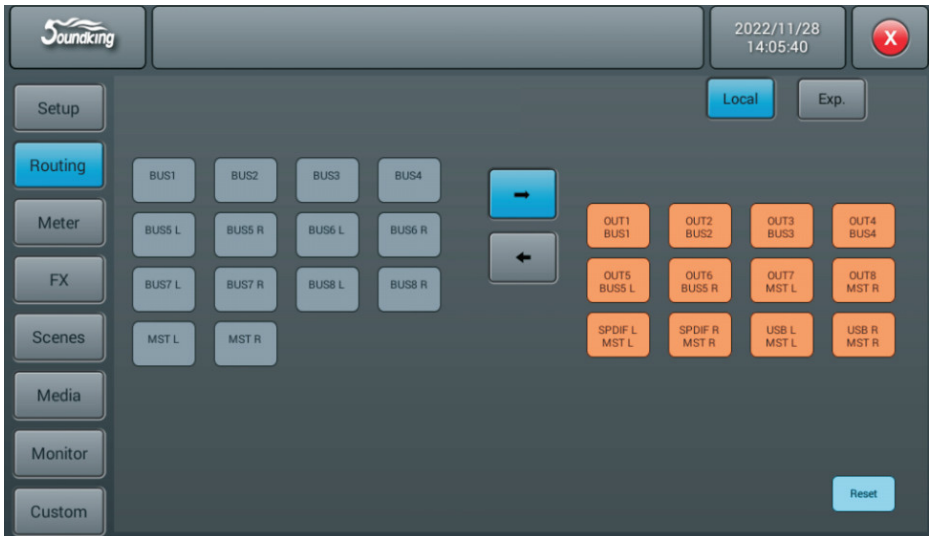 Soundking
2022/11/28
14:05:40
X
Setup
Routing
Meter
FX
Scenes
Media
Monitor
Custom
Local
Exp.
BUS1
BUS2
BUS3
BUS4
BUS5 L
BUS5 R
BUS6 L
BUS6 R
BUS7 L
BUS7 R
BUS8 L
BUS8 R
MST L
MST R
OUT1
BUS1
OUT2
BUS2
OUT3
BUS3
OUT4
BUS4
OUT5
BUS5 L
OUT6
BUS5 R
OUT7
MST L
OUT8
MST R
SPDIF L
MST L
SPDIF R
MST R
USB L
MST L
USB R
MST R
Reset